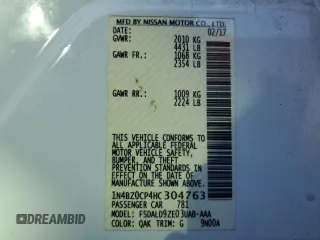 MFD BY NISSAN MOTOR CO., LTD.
DATE: 02/17
GVWR: 2010 KG
4431 LB
GAWR FR.: 1068 KG
2354 LB
GAWR RR.: 1009 KG
2224 LB
THIS VEHICLE CONFORMS TO
ALL APPLICABLE FEDERAL
MOTOR VEHICLE SAFETY,
BUMPER, AND THEFT
PREVENTION STANDARDS IN
EFFECT ON THE DATE OF
MANUFACTURE SHOWN ABOVE.
1N4BZ0CP4HC304763
PASSENGER CAR 781
MODEL: FSDALD9ZE03UAB-AAA
COLOR: QAK TRIM: G 9N00A
RIDESAFELY